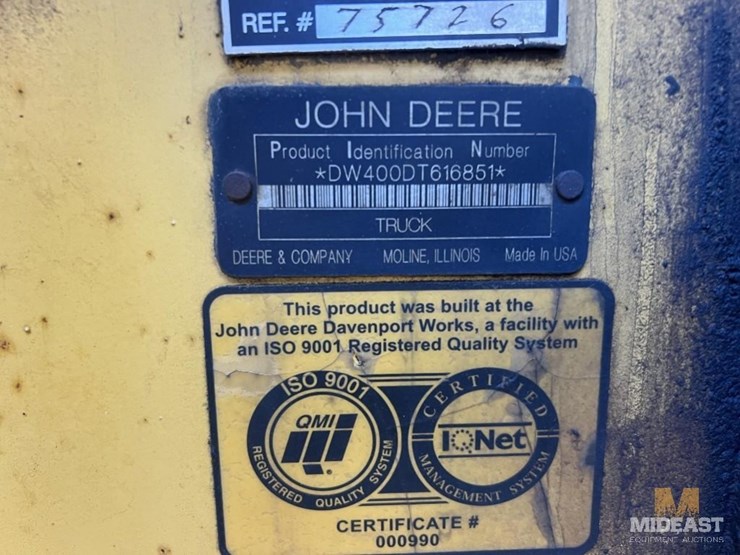 REF. # 75726
JOHN DEERE
Product Identification Number
*DW400DT616851*
TRUCK
DEERE & COMPANY MOLINE, ILLINOIS Made In USA
This product was built at the
John Deere Davenport Works, a facility with
an ISO 9001 Registered Quality System
ISO 9001
QMI
REGISTERED QUALITY SYSTEM
CERTIFIED
IQNet
MANAGEMENT SYSTEM
CERTIFICATE #
000990
M
MIDEAST
EQUIPMENT AUCTIONS